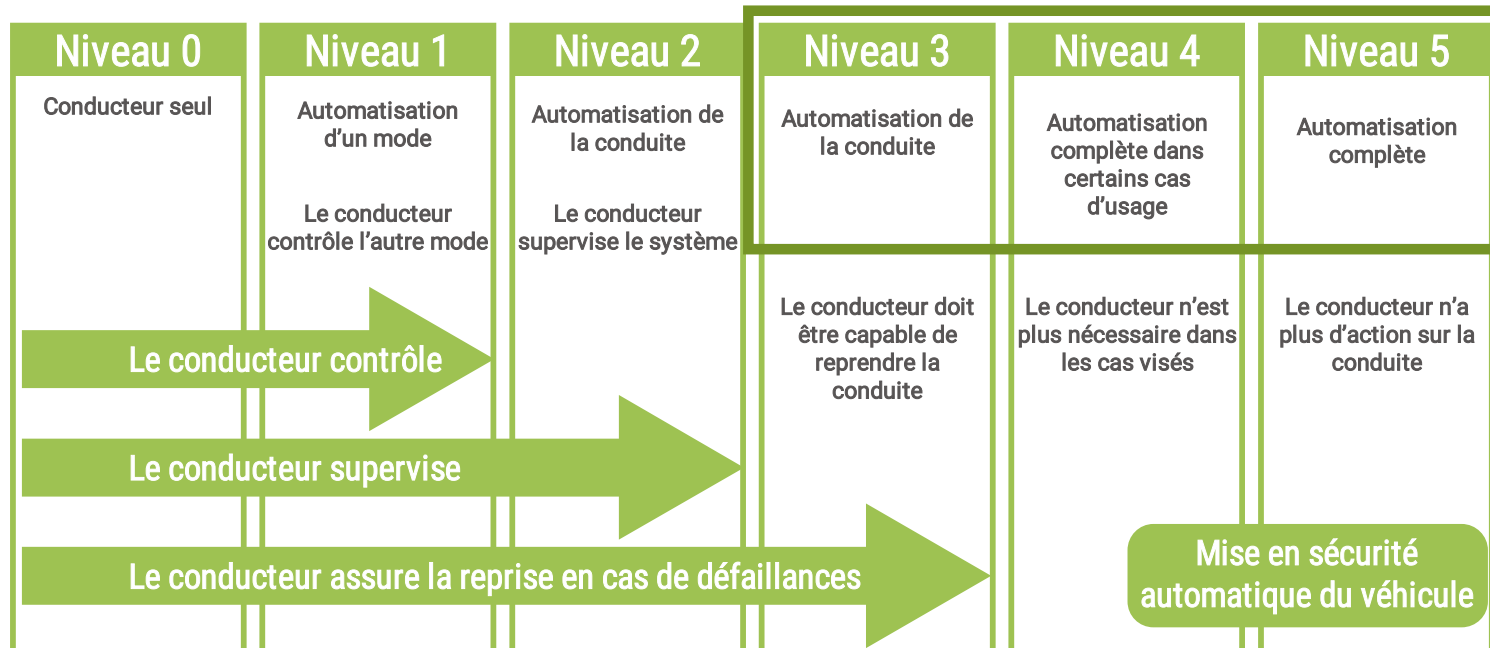 Niveau 0
Conducteur seul
Niveau 1
Automatisation
d’un mode
Le conducteur
contrôle l’autre mode
Niveau 2
Automatisation de
la conduite
Le conducteur
supervise le système
Niveau 3
Automatisation de
la conduite
Le conducteur doit
être capable de
reprendre la
conduite
Niveau 4
Automatisation
complète dans
certains cas
d’usage
Le conducteur n’est
plus nécessaire dans
les cas visés
Niveau 5
Automatisation
complète
Le conducteur n’a
plus d’action sur la
conduite
Le conducteur contrôle
Le conducteur supervise
Le conducteur assure la reprise en cas de défaillances
Mise en sécurité
automatique du véhicule